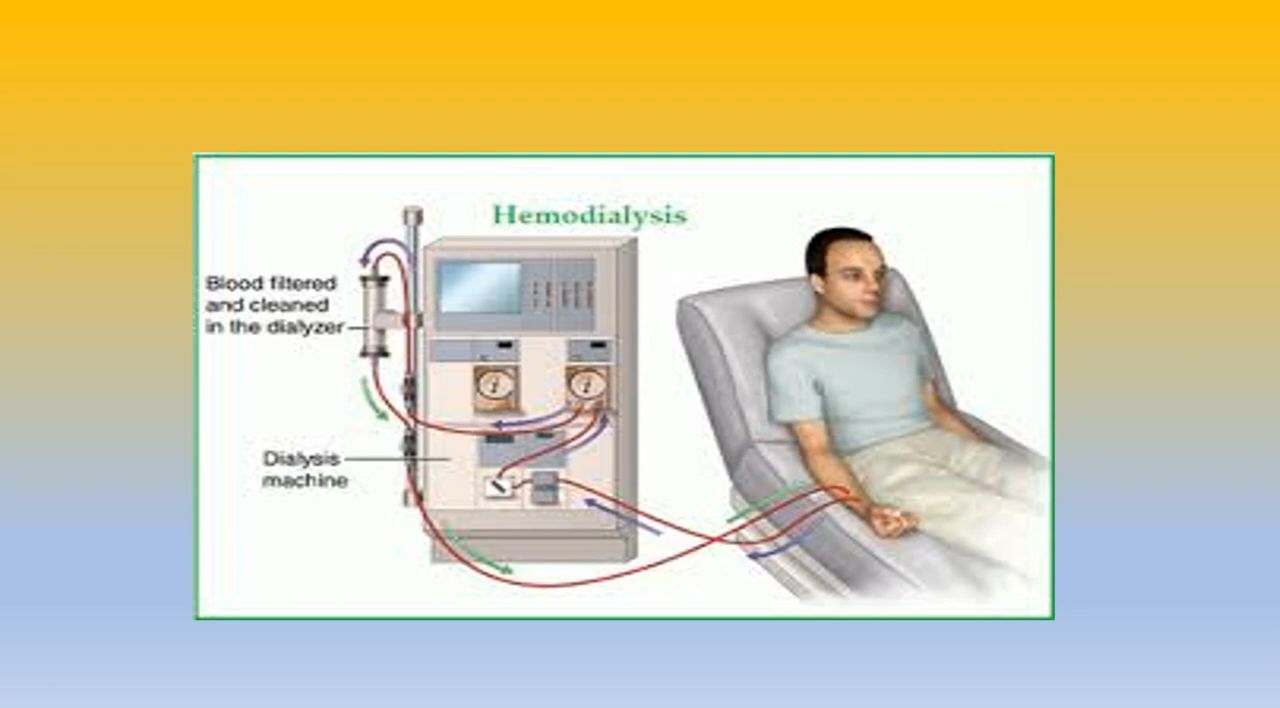 Hemodialysis
Blood filtered
and cleaned
in the dialyzer
Dialysis
machine